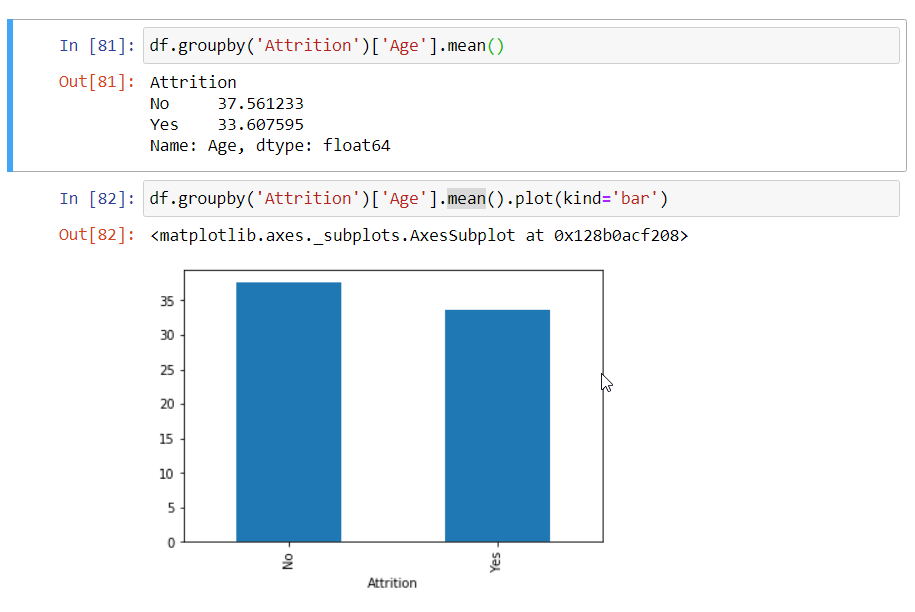 In [81]: df.groupby('Attrition')['Age'].mean()
Out[81]: Attrition
No     37.561233
Yes    33.607595
Name: Age, dtype: float64
In [82]: df.groupby('Attrition')['Age'].mean().plot(kind='bar')
Out[82]: <matplotlib.axes._subplots.AxesSubplot at 0x128b0acf208>
35
30
25
20
15
10
5
0
No
Yes
Attrition